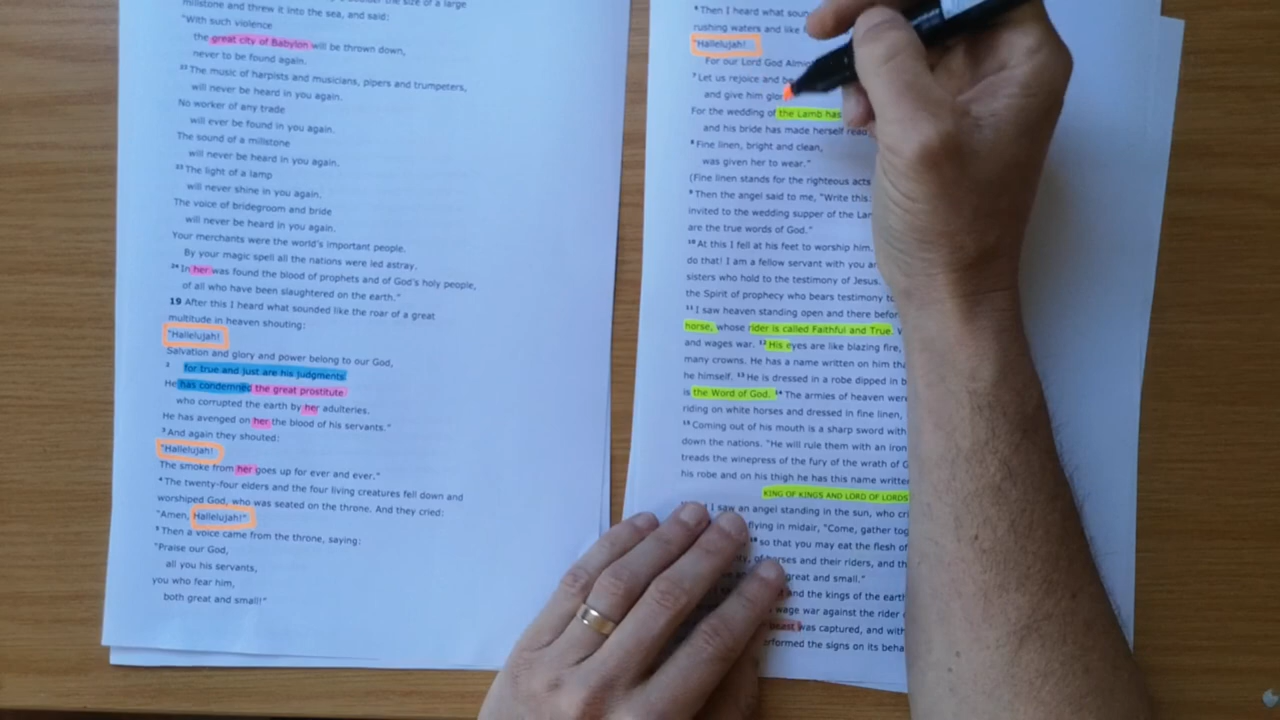 the size of a large
millstone and threw it into the sea, and said:
"With such violence
the great city of Babylon will be thrown down,
never to be found again.
22 The music of harpists and musicians, pipers and trumpeters,
will never be heard in you again.
No worker of any trade
will ever be found in you again.
The sound of a millstone
will never be heard in you again.
23 The light of a lamp
will never shine in you again.
The voice of bridegroom and bride
will never be heard in you again.
Your merchants were the world's important people.
By your magic spell all the nations were led astray.
24 In her was found the blood of prophets and of God's holy people,
of all who have been slaughtered on the earth."
19 After this I heard what sounded like the roar of a great
multitude in heaven shouting:
"Hallelujah!
Salvation and glory and power belong to our God,
2 for true and just are his judgments
He has condemned the great prostitute
who corrupted the earth by her adulteries.
He has avenged on her the blood of his servants."
3 And again they shouted:
"Hallelujah!
The smoke from her goes up for ever and ever."
4 The twenty-four elders and the four living creatures fell down and
worshiped God, who was seated on the throne. And they cried:
"Amen, Hallelujah!"
5 Then a voice came from the throne, saying:
"Praise our God,
all you his servants,
you who fear him,
both great and small!"
6 Then I heard what soun
rushing waters and like
"Hallelujah!
For our Lord God Almig
7 Let us rejoice and be
and give him glor
For the wedding of the Lamb has
and his bride has made herself read
8 Fine linen, bright and clean,
was given her to wear."
(Fine linen stands for the righteous acts
9 Then the angel said to me, "Write this:
invited to the wedding supper of the Lam
are the true words of God."
10 At this I fell at his feet to worship him.
do that! I am a fellow servant with you an
sisters who hold to the testimony of Jesus.
the Spirit of prophecy who bears testimony to
11 I saw heaven standing open and there befor
horse, whose rider is called Faithful and True. W
and wages war. 12 His eyes are like blazing fire,
many crowns. He has a name written on him tha
he himself. 13 He is dressed in a robe dipped in b
is the Word of God. 14 The armies of heaven were
riding on white horses and dressed in fine linen,
15 Coming out of his mouth is a sharp sword with
down the nations. "He will rule them with an iron
treads the winepress of the fury of the wrath of G
his robe and on his thigh he has this name written
KING OF KINGS AND LORD OF LORDS
I saw an angel standing in the sun, who cri
flying in midair, "Come, gather tog
18 so that you may eat the flesh of
of horses and their riders, and th
great and small."
and the kings of the earth
wage war against the rider
beast was captured, and with
erformed the signs on its beha